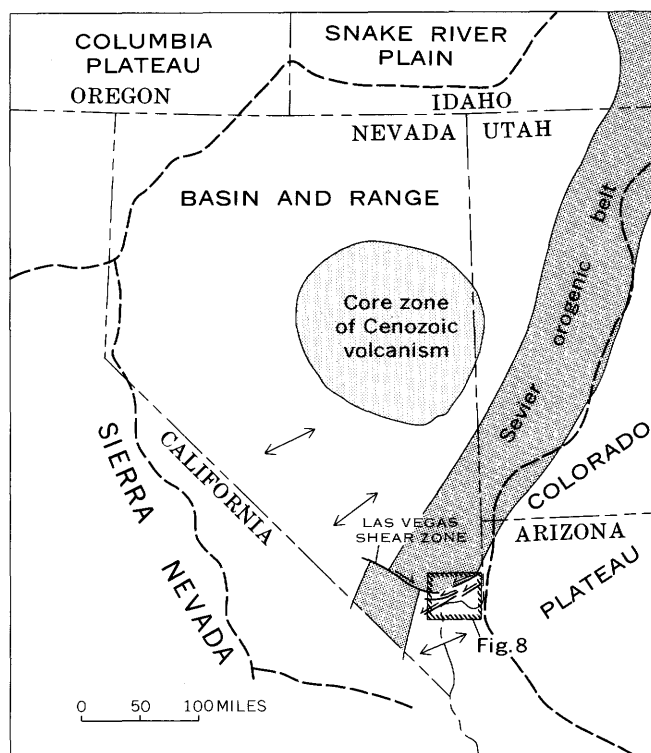 COLUMBIA
PLATEAU
SNAKE RIVER
PLAIN
OREGON
IDAHO
NEVADA
UTAH
BASIN AND RANGE
Core zone
of Cenozoic
volcanism
Sevier orogenic belt
SIERRA
NEVADA
CALIFORNIA
LAS VEGAS
SHEAR ZONE
COLORADO
PLATEAU
ARIZONA
Fig.8
0 50 100 MILES